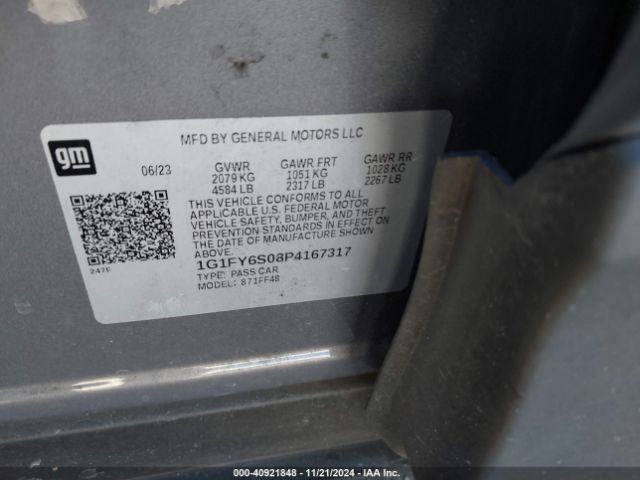 gm
MFD BY GENERAL MOTORS LLC
06/23
GVWR GAWR FRT GAWR RR
2079 KG 1051 KG 1028 KG
4584 LB 2317 LB 2267 LB
THIS VEHICLE CONFORMS TO ALL
APPLICABLE U.S. FEDERAL MOTOR
VEHICLE SAFETY, BUMPER, AND THEFT
PREVENTION STANDARDS IN EFFECT ON
THE DATE OF MANUFACTURE SHOWN
ABOVE.
1G1FY6S08P4167317
TYPE: PASS CAR
MODEL: 871FF48
247F
000-40921848 - 11/21/2024 - IAA Inc.